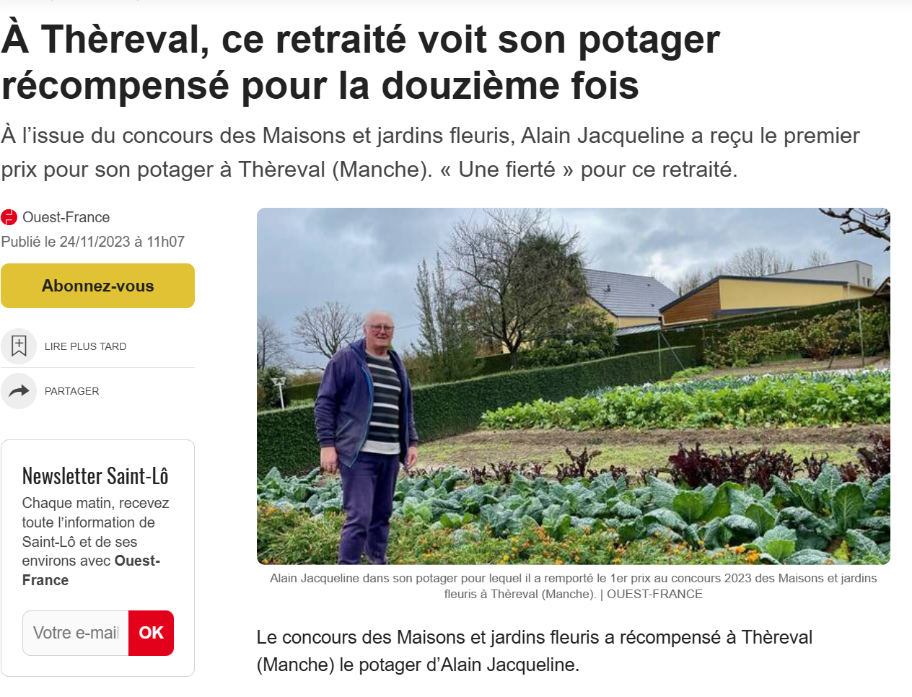 À Thèreval, ce retraité voit son potager
récompensé pour la douzième fois
À l’issue du concours des Maisons et jardins fleuris, Alain Jacqueline a reçu le premier
prix pour son potager à Thèreval (Manche). « Une fierté » pour ce retraité.
Ouest-France
Publié le 24/11/2023 à 11h07
Abonnez-vous
LIRE PLUS TARD
PARTAGER
Newsletter Saint-Lô
Chaque matin, recevez
toute l’information de
Saint-Lô et de ses
environs avec Ouest-
France
Votre e-mail
OK
Alain Jacqueline dans son potager pour lequel il a remporté le 1er prix au concours 2023 des Maisons et jardins
fleuris à Thèreval (Manche). | OUEST-FRANCE
Le concours des Maisons et jardins fleuris a récompensé à Thèreval
(Manche) le potager d’Alain Jacqueline.